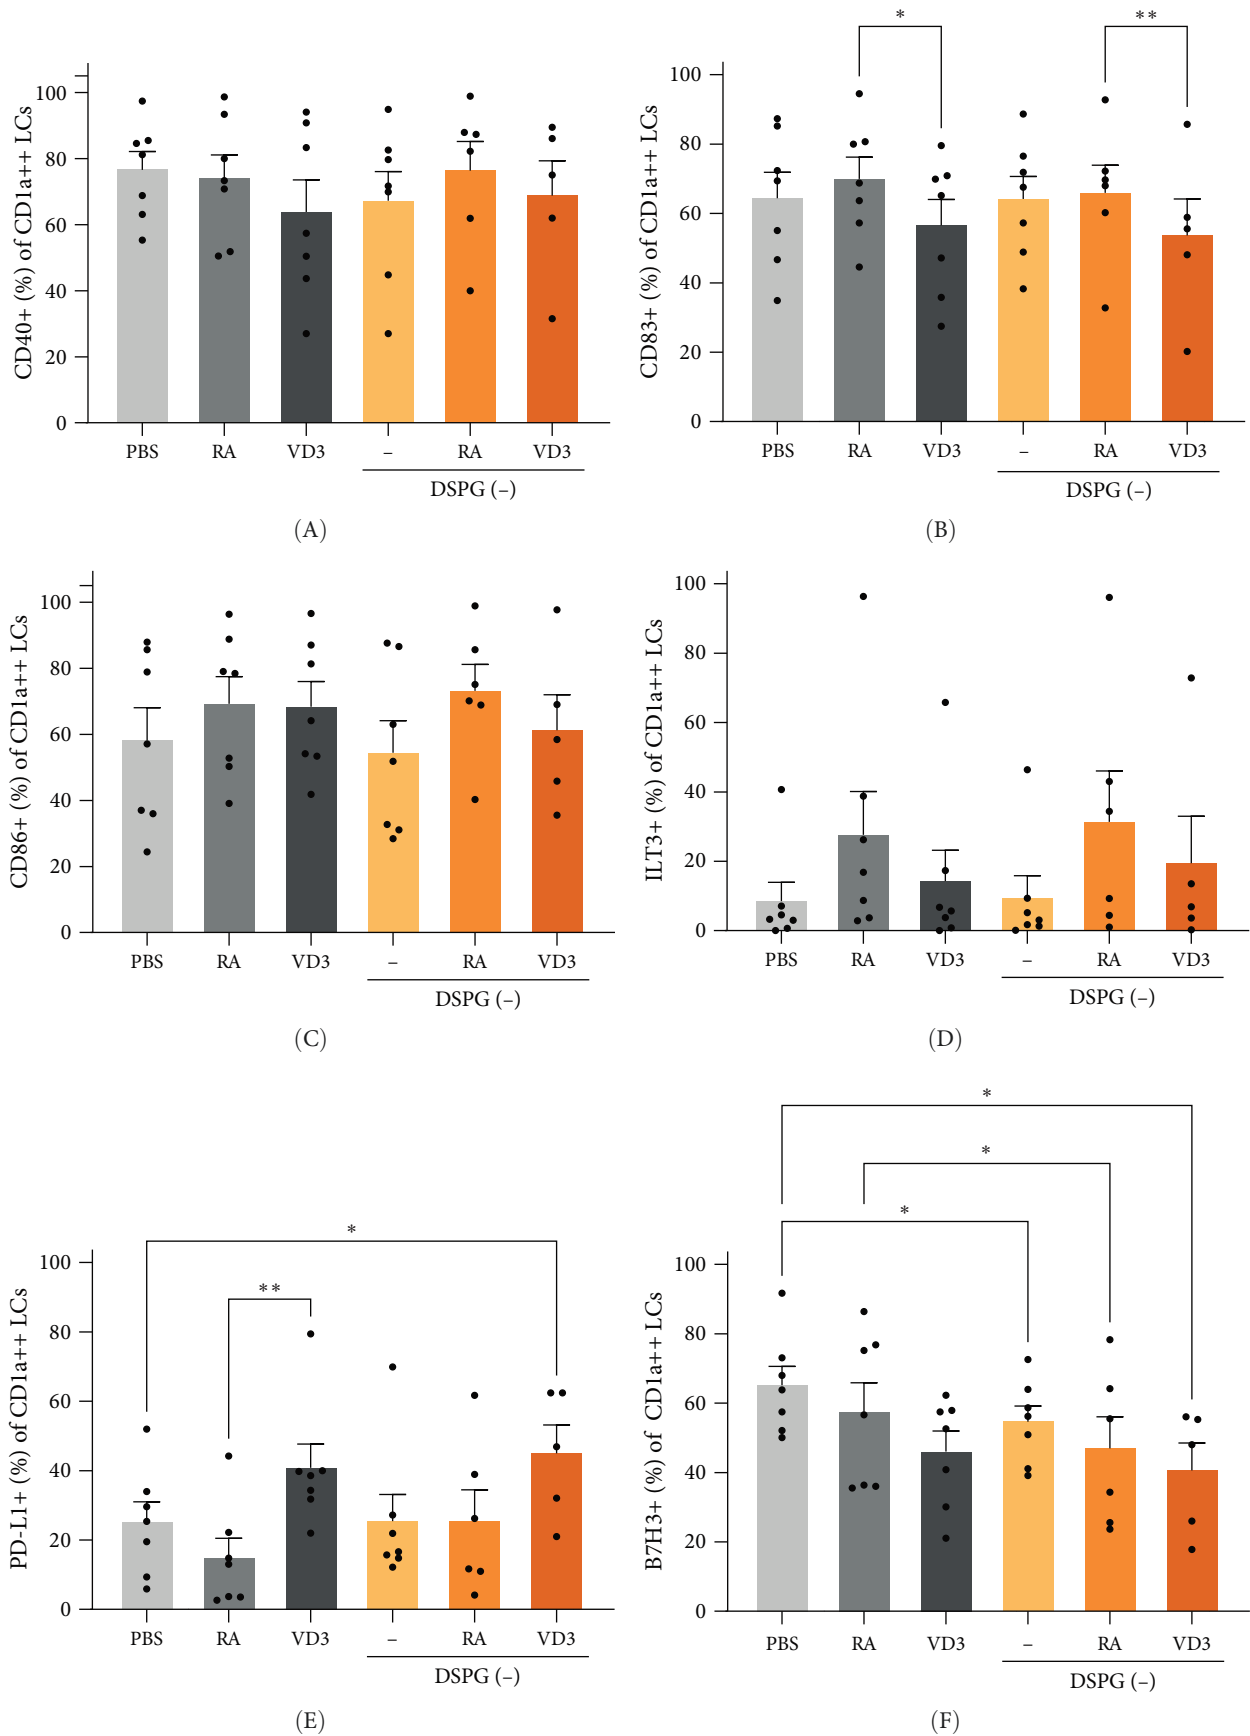 CD40+ (%) of CD1a++ LCs
100
80
60
40
20
0
PBS RA VD3 – RA VD3
DSPG (–)
(A)
CD83+ (%) of CD1a++ LCs
* **
100
80
60
40
20
0
PBS RA VD3 – RA VD3
DSPG (–)
(B)
CD86+ (%) of CD1a++ LCs
100
80
60
40
20
0
PBS RA VD3 – RA VD3
DSPG (–)
(C)
ILT3+ (%) of CD1a++ LCs
100
80
60
40
20
0
PBS RA VD3 – RA VD3
DSPG (–)
(D)
PD-L1+ (%) of CD1a++ LCs
*
**
100
80
60
40
20
0
PBS RA VD3 – RA VD3
DSPG (–)
(E)
B7H3+ (%) of CD1a++ LCs
*
*
*
100
80
60
40
20
0
PBS RA VD3 – RA VD3
DSPG (–)
(F)